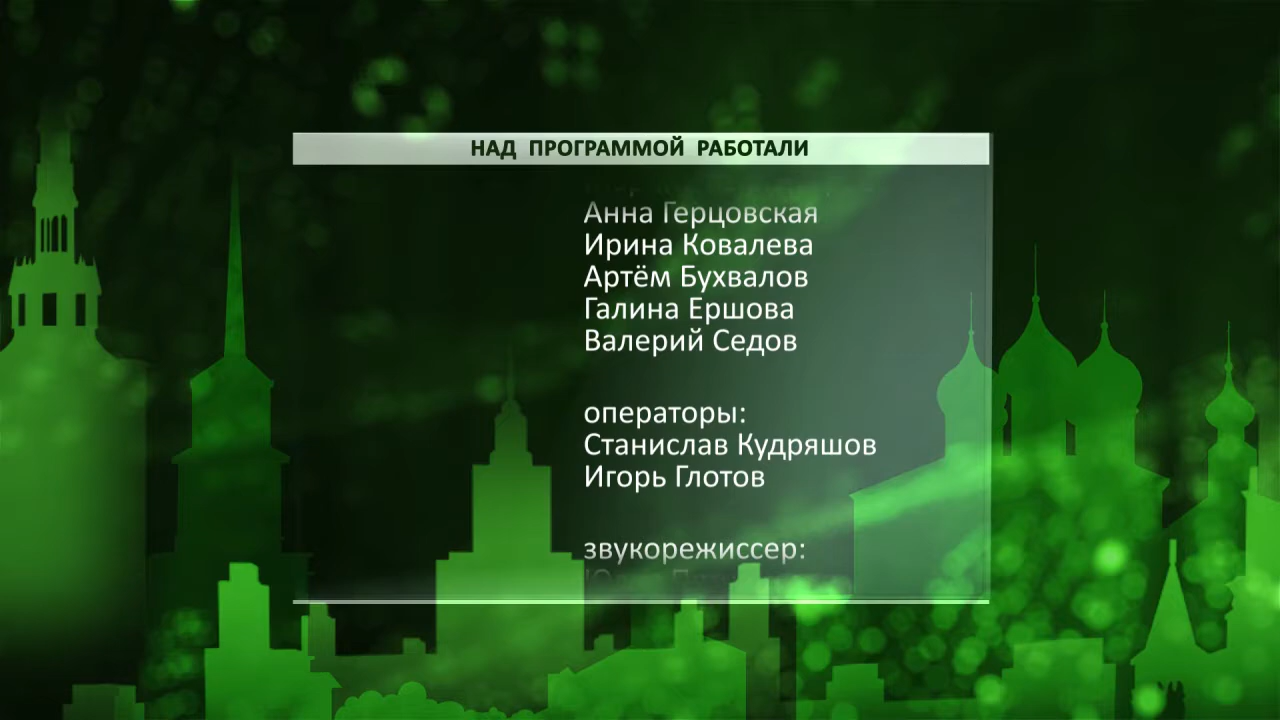 НАД ПРОГРАММОЙ РАБОТАЛИ
Анна Герцовская
Ирина Ковалева
Артём Бухвалов
Галина Ершова
Валерий Седов
операторы:
Станислав Кудряшов
Игорь Глотов
звукорежиссер: